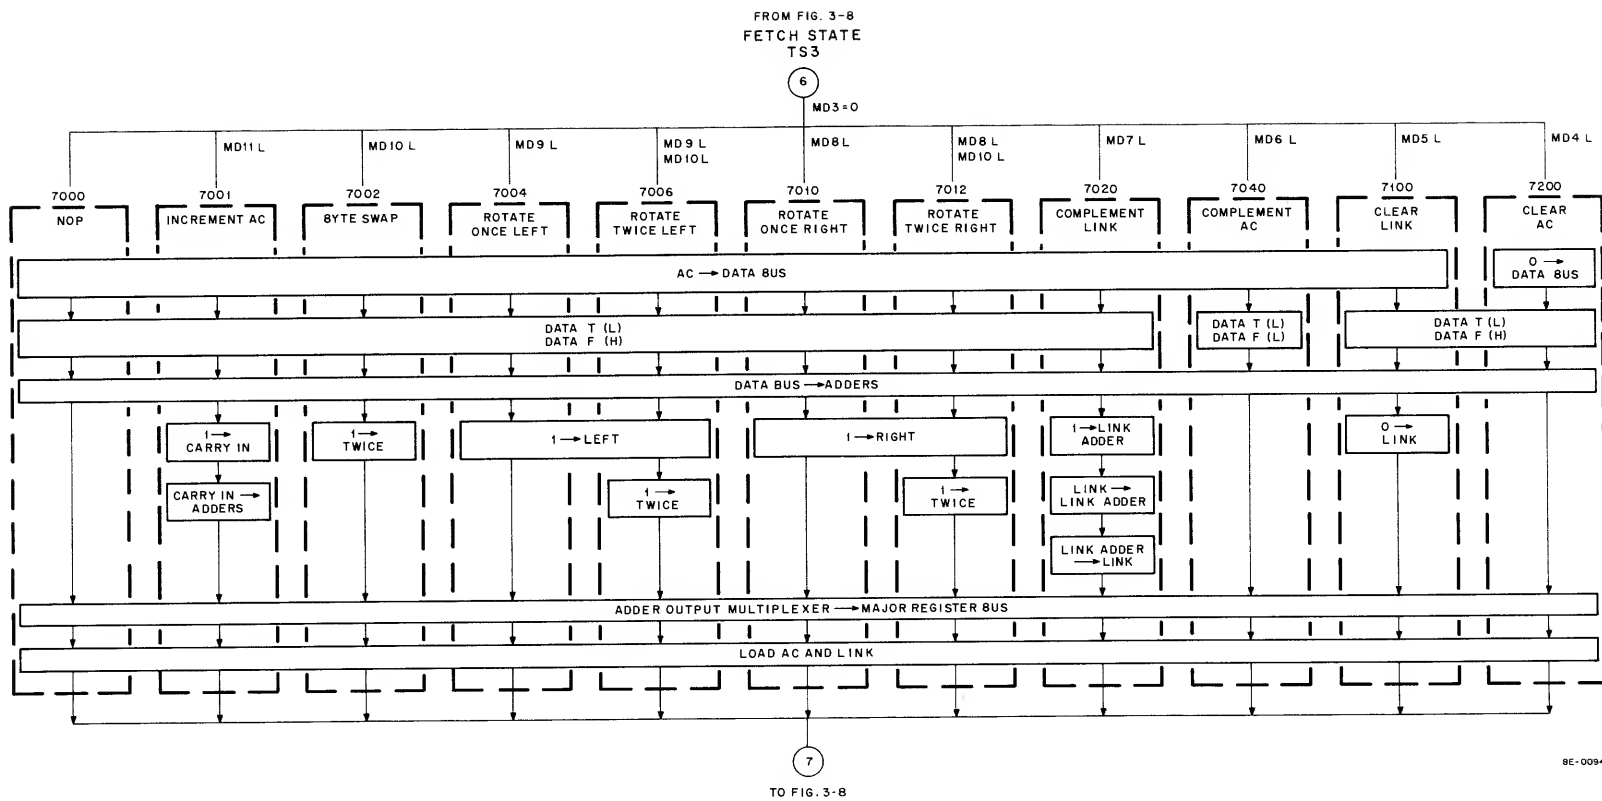 FROM FIG. 3-8
FETCH STATE
TS3
6
MD3=0
MD11 L
MD10 L
MD9 L
MD9 L
MD10L
MD8L
MD8 L
MD10 L
MD7 L
MD6 L
MD5 L
MD4 L
7000
7001
7002
7004
7006
7010
7012
7020
7040
7100
7200
NOP
INCREMENT AC
BYTE SWAP
ROTATE
ONCE LEFT
ROTATE
TWICE LEFT
ROTATE
ONCE RIGHT
ROTATE
TWICE RIGHT
COMPLEMENT
LINK
COMPLEMENT
AC
CLEAR
LINK
CLEAR
AC
AC → DATA BUS
0 →
DATA BUS
DATA T (L)
DATA F (H)
DATA T (L)
DATA F (L)
DATA T (L)
DATA F (H)
DATA BUS → ADDERS
1 →
CARRY IN
1 →
TWICE
1 → LEFT
1 → RIGHT
1 → LINK
ADDER
0 →
LINK
CARRY IN →
ADDERS
1 →
TWICE
1 →
TWICE
LINK →
LINK ADDER
LINK ADDER
→ LINK
ADDER OUTPUT MULTIPLEXER → MAJOR REGISTER BUS
LOAD AC AND LINK
7
TO FIG. 3-8
8E-0094